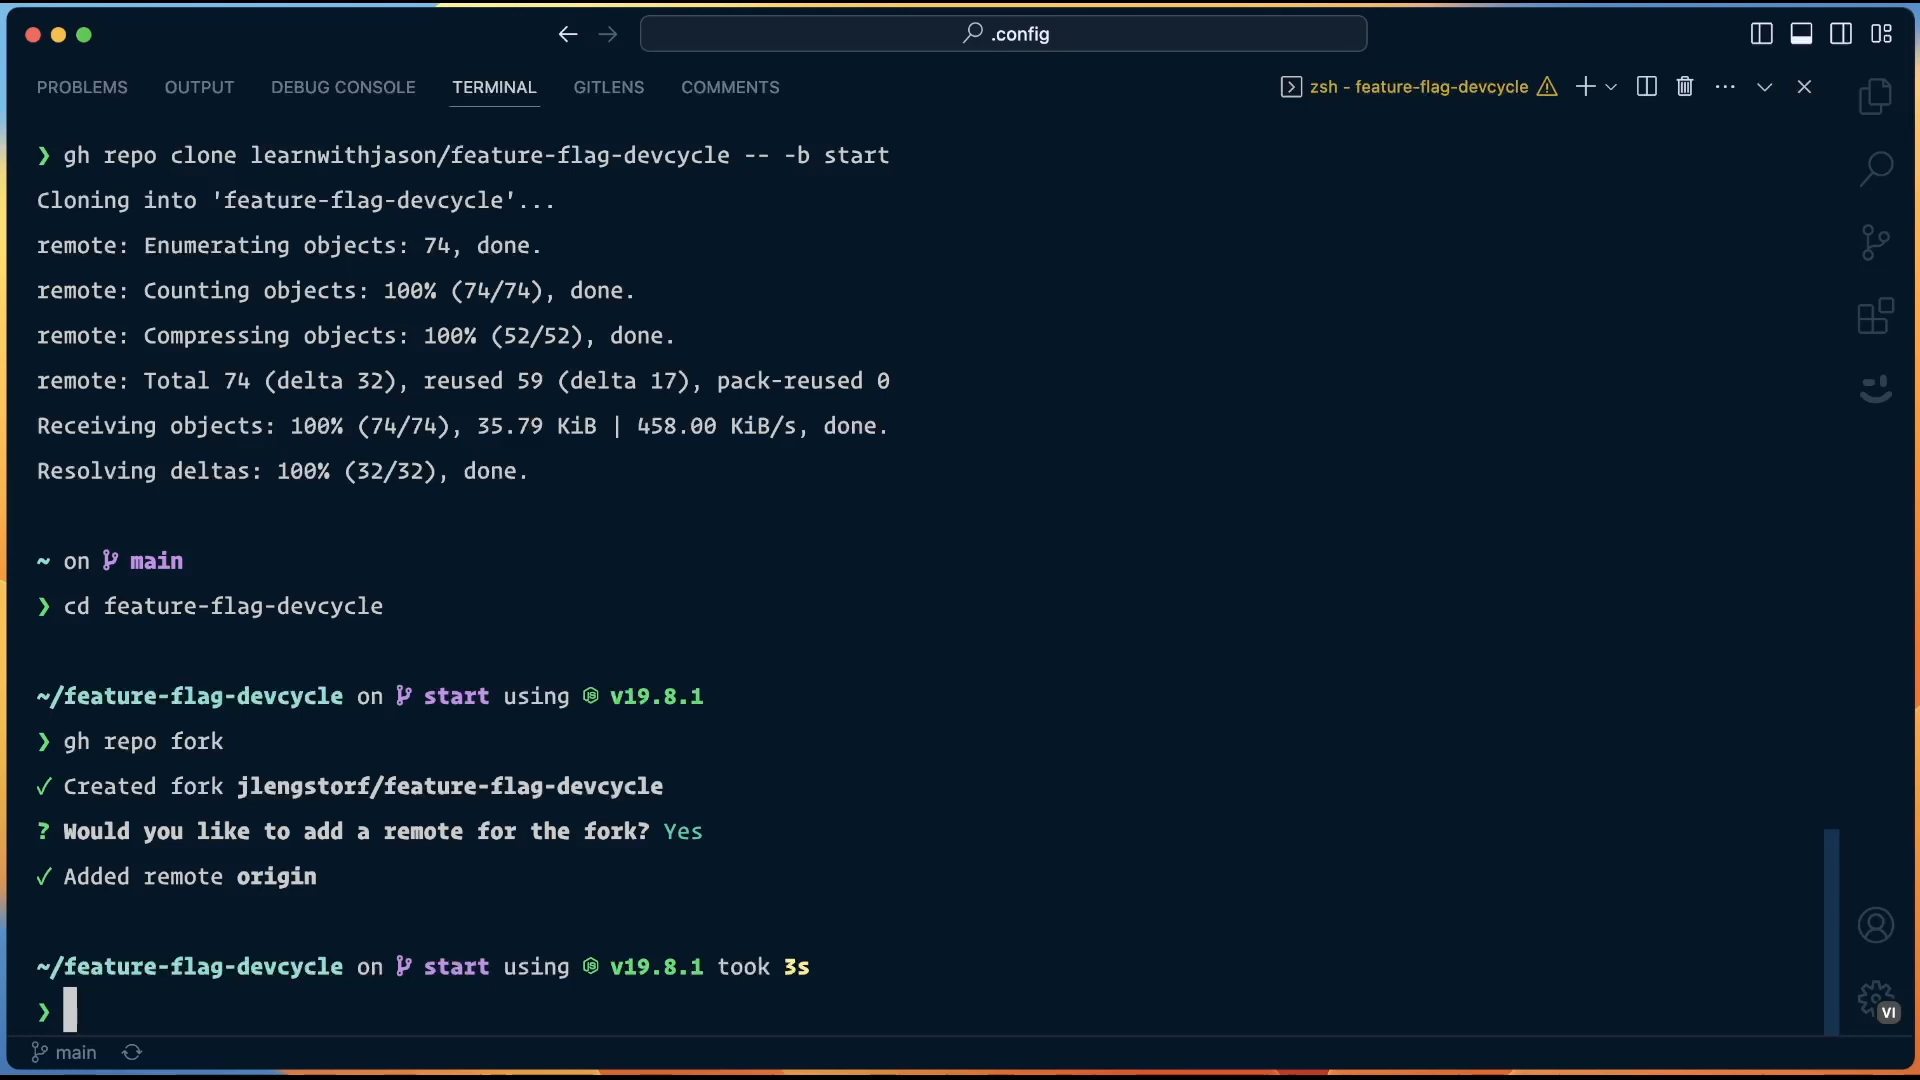 .config
PROBLEMS OUTPUT DEBUG CONSOLE TERMINAL GITLENS COMMENTS zsh - feature-flag-devcycle
❯ gh repo clone learnwithjason/feature-flag-devcycle -- -b start
Cloning into 'feature-flag-devcycle'...
remote: Enumerating objects: 74, done.
remote: Counting objects: 100% (74/74), done.
remote: Compressing objects: 100% (52/52), done.
remote: Total 74 (delta 32), reused 59 (delta 17), pack-reused 0
Receiving objects: 100% (74/74), 35.79 KiB | 458.00 KiB/s, done.
Resolving deltas: 100% (32/32), done.
~ on main
❯ cd feature-flag-devcycle
~/feature-flag-devcycle on start using v19.8.1
❯ gh repo fork
✓ Created fork jlengstorf/feature-flag-devcycle
? Would you like to add a remote for the fork? Yes
✓ Added remote origin
~/feature-flag-devcycle on start using v19.8.1 took 3s
❯
VI
main